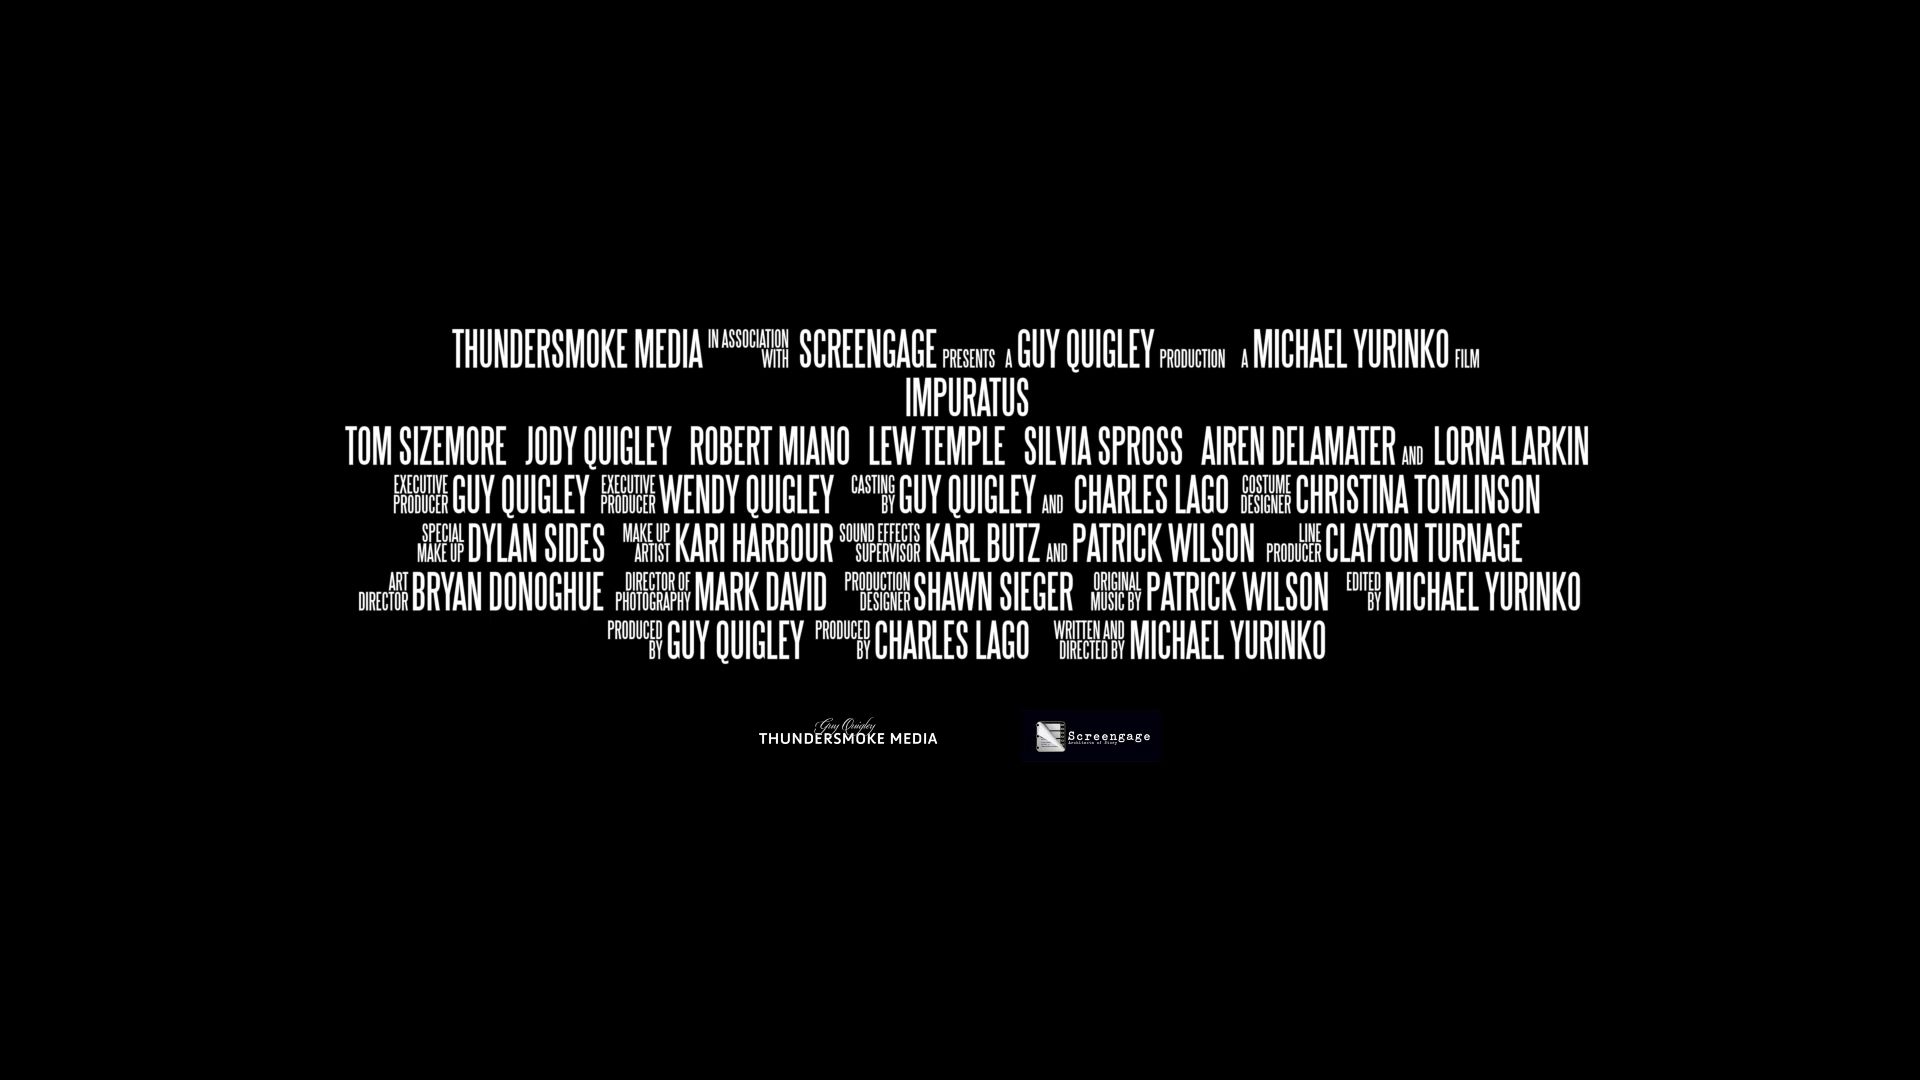 THUNDERSMOKE MEDIA IN ASSOCIATION WITH SCREENGAGE PRESENTS A GUY QUIGLEY PRODUCTION A MICHAEL YURINKO FILM
IMPURATUS
TOM SIZEMORE JODY QUIGLEY ROBERT MIANO LEW TEMPLE SILVIA SPROSS AIREN DELAMATER AND LORNA LARKIN
EXECUTIVE PRODUCER GUY QUIGLEY EXECUTIVE PRODUCER WENDY QUIGLEY CASTING BY GUY QUIGLEY AND CHARLES LAGO COSTUME DESIGNER CHRISTINA TOMLINSON
SPECIAL MAKE UP DYLAN SIDES MAKE UP ARTIST KARI HARBOUR SOUND EFFECTS SUPERVISOR KARL BUTZ AND PATRICK WILSON LINE PRODUCER CLAYTON TURNAGE
ART DIRECTOR BRYAN DONOGHUE DIRECTOR OF PHOTOGRAPHY MARK DAVID PRODUCTION DESIGNER SHAWN SIEGER ORIGINAL MUSIC BY PATRICK WILSON EDITED BY MICHAEL YURINKO
PRODUCED BY GUY QUIGLEY PRODUCED BY CHARLES LAGO WRITTEN AND DIRECTED BY MICHAEL YURINKO
Guy Quigley
THUNDERSMOKE MEDIA
Screengage
Architects of Story